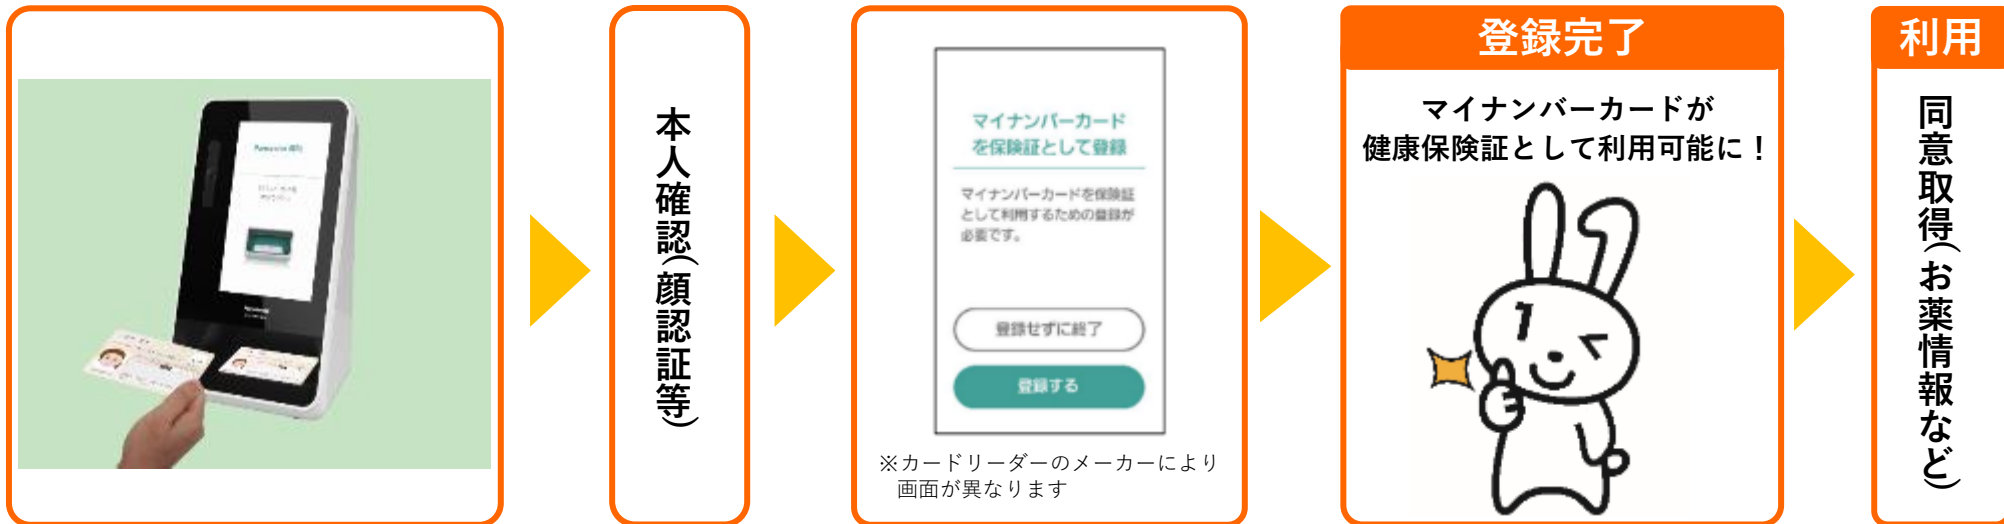 本人確認(顔認証等)
マイナンバーカード
を保険証として登録
マイナンバーカードを保険証
として利用するための登録が
必要です。
登録せずに終了
登録する
※カードリーダーのメーカーにより
画面が異なります
登録完了
マイナンバーカードが
健康保険証として利用可能に！
利用
同意取得(お薬情報など)